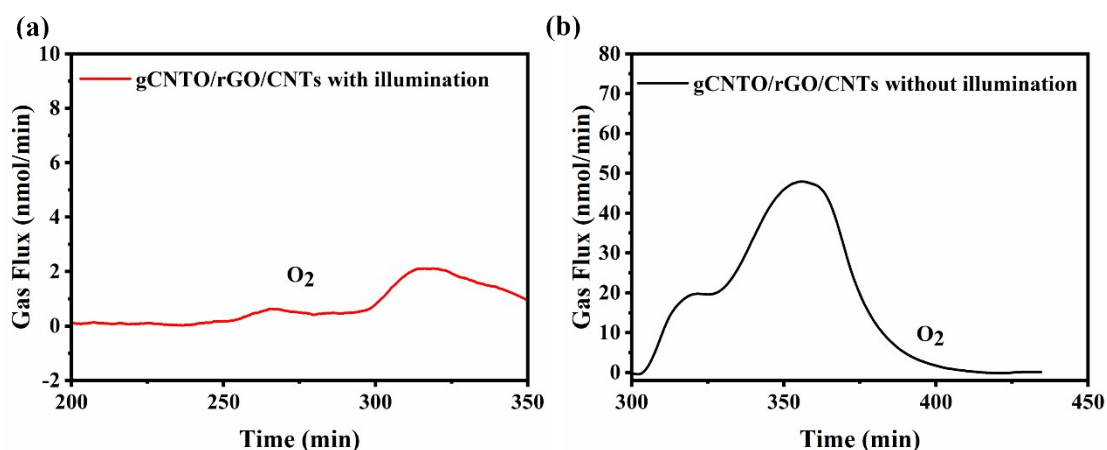 (a)
gCNTO/rGO/CNTs with illumination
Gas Flux (nmol/min)
10
8
6
4
2
0
-2
O2
200
250
300
350
Time (min)
(b)
gCNTO/rGO/CNTs without illumination
Gas Flux (nmol/min)
80
70
60
50
40
30
20
10
0
O2
300
350
400
450
Time (min)